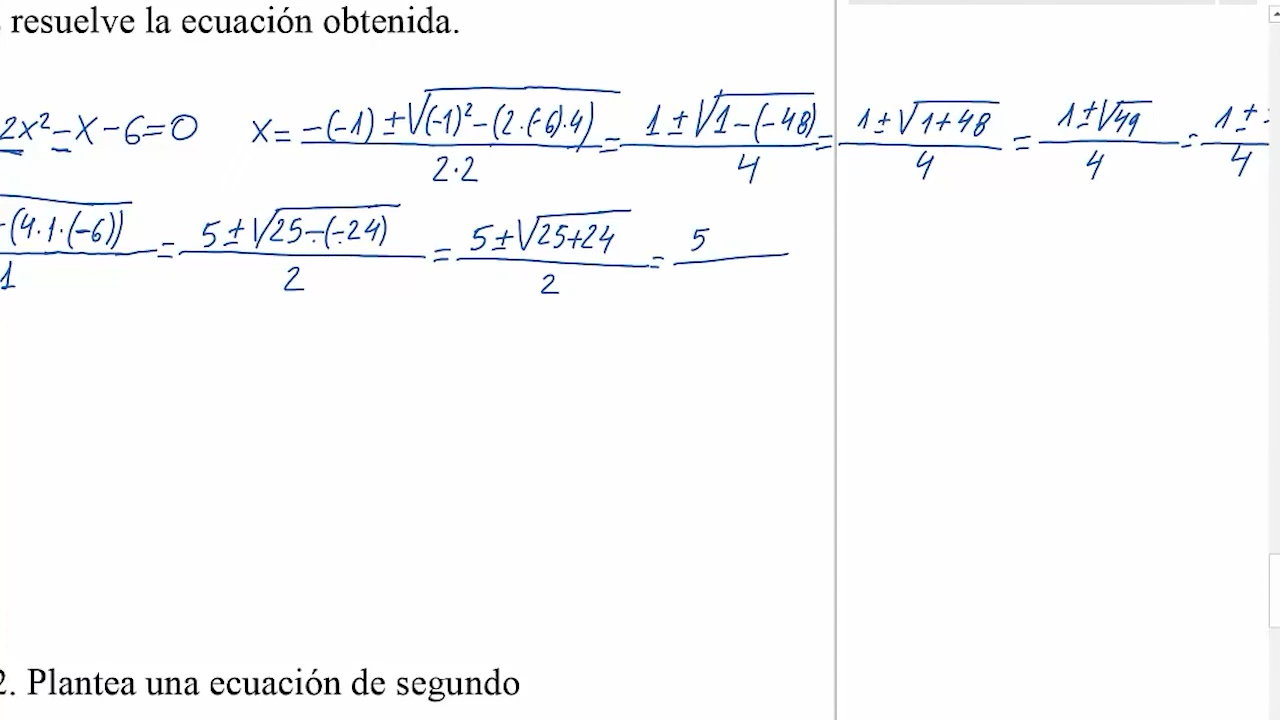 resuelve la ecuación obtenida.
2x²-x-6=0 x= -(-1)±√(-1)²-(2·(-6)·4) / 2·2 = 1±√1-(-48) / 4 = 1±√1+48 / 4 = 1±√49 / 4 = 1± / 4
-(4·1·(-6)) / 1 = 5±√25-(-24) / 2 = 5±√25+24 / 2 = 5
2. Plantea una ecuación de segundo